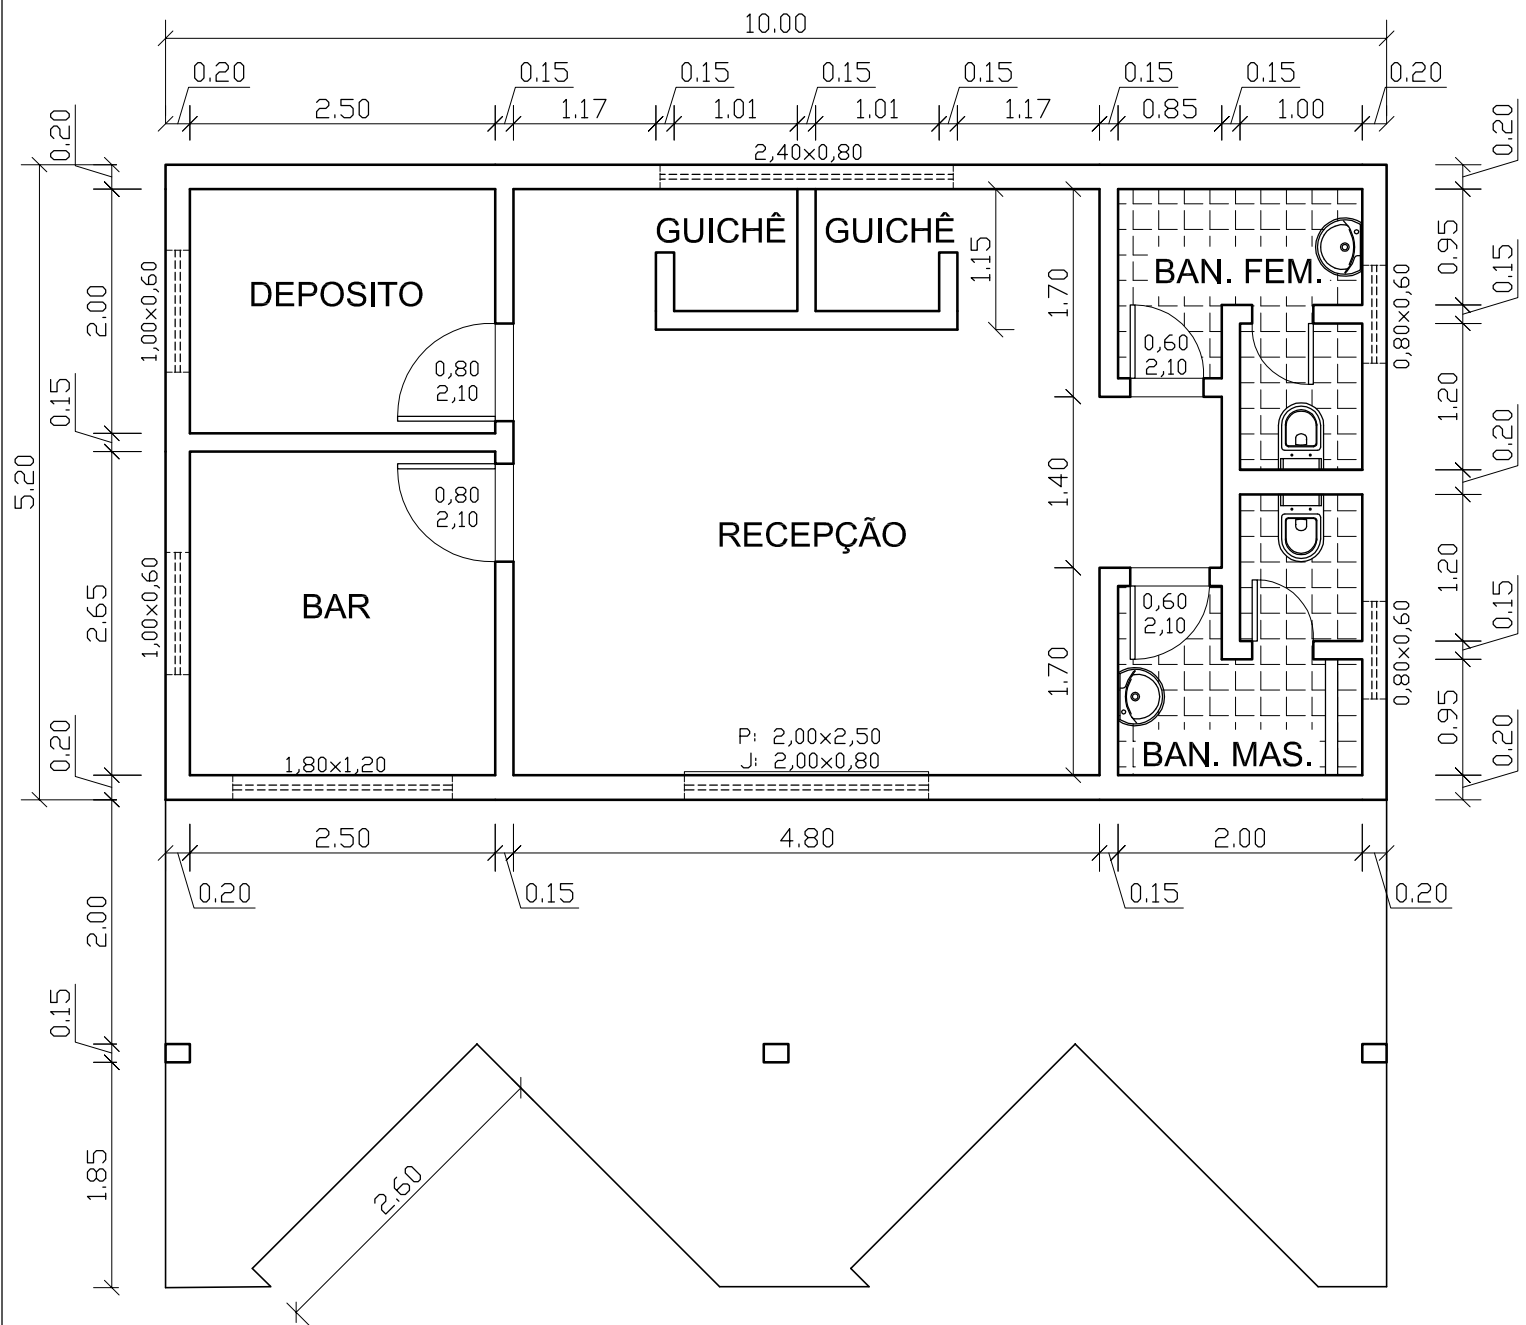 10.00
0.20 0.15 0.15 0.15 0.15 0.15 0.15 0.20
2.50 1.17 1.01 1.01 1.17 0.85 1.00
0.20
2,40x0,80
0.20
GUICHÊ GUICHÊ
1.15
0.95
BAN. FEM.
0.15
DEPOSITO
1.70
2.00
1,00x0,60
0,80x0,60
0,60
2,10
0,80
2,10
0.15
1.20
0.20
5.20
1.40
0,80
2,10
RECEPÇÃO
1.20
BAR
0,60
2,10
0.15
2.65
1,00x0,60
0,80x0,60
1.70
0.95
0.20
P: 2,00x2,50
J: 2,00x0,80
1,80x1,20
BAN. MAS.
0.20
2.50 4.80 2.00
0.20 0.15 0.15 0.20
2.00
0.15
1.85
2.60